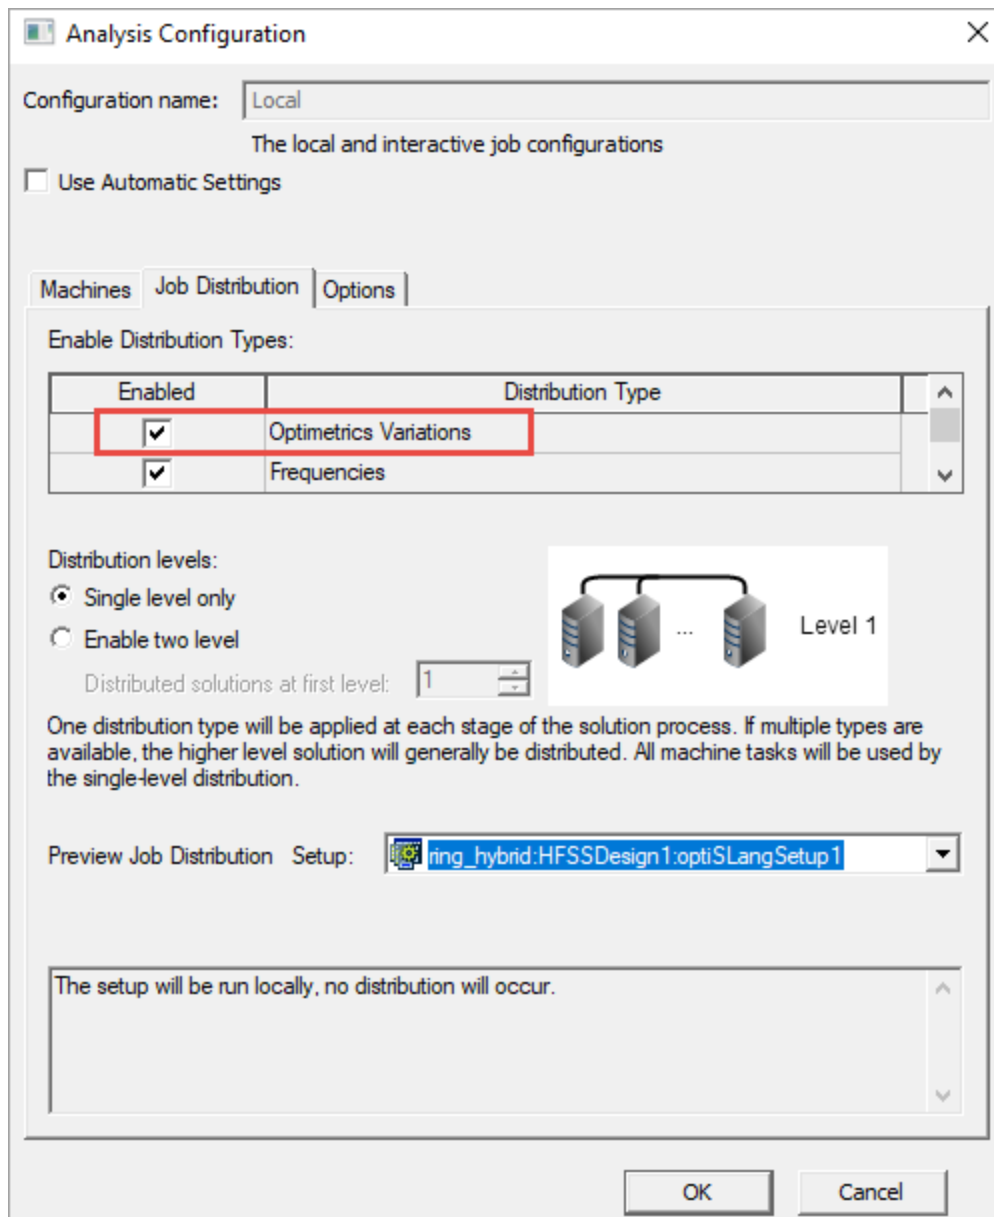 Analysis Configuration
Configuration name: Local
The local and interactive job configurations
Use Automatic Settings
Machines Job Distribution Options
Enable Distribution Types:
Enabled Distribution Type
Optimetrics Variations
Frequencies
Distribution levels:
Single level only
Enable two level
Distributed solutions at first level: 1
... Level 1
One distribution type will be applied at each stage of the solution process. If multiple types are
available, the higher level solution will generally be distributed. All machine tasks will be used by
the single-level distribution.
Preview Job Distribution Setup: ring_hybrid:HFSSDesign1:optiSLangSetup1
The setup will be run locally, no distribution will occur.
OK Cancel